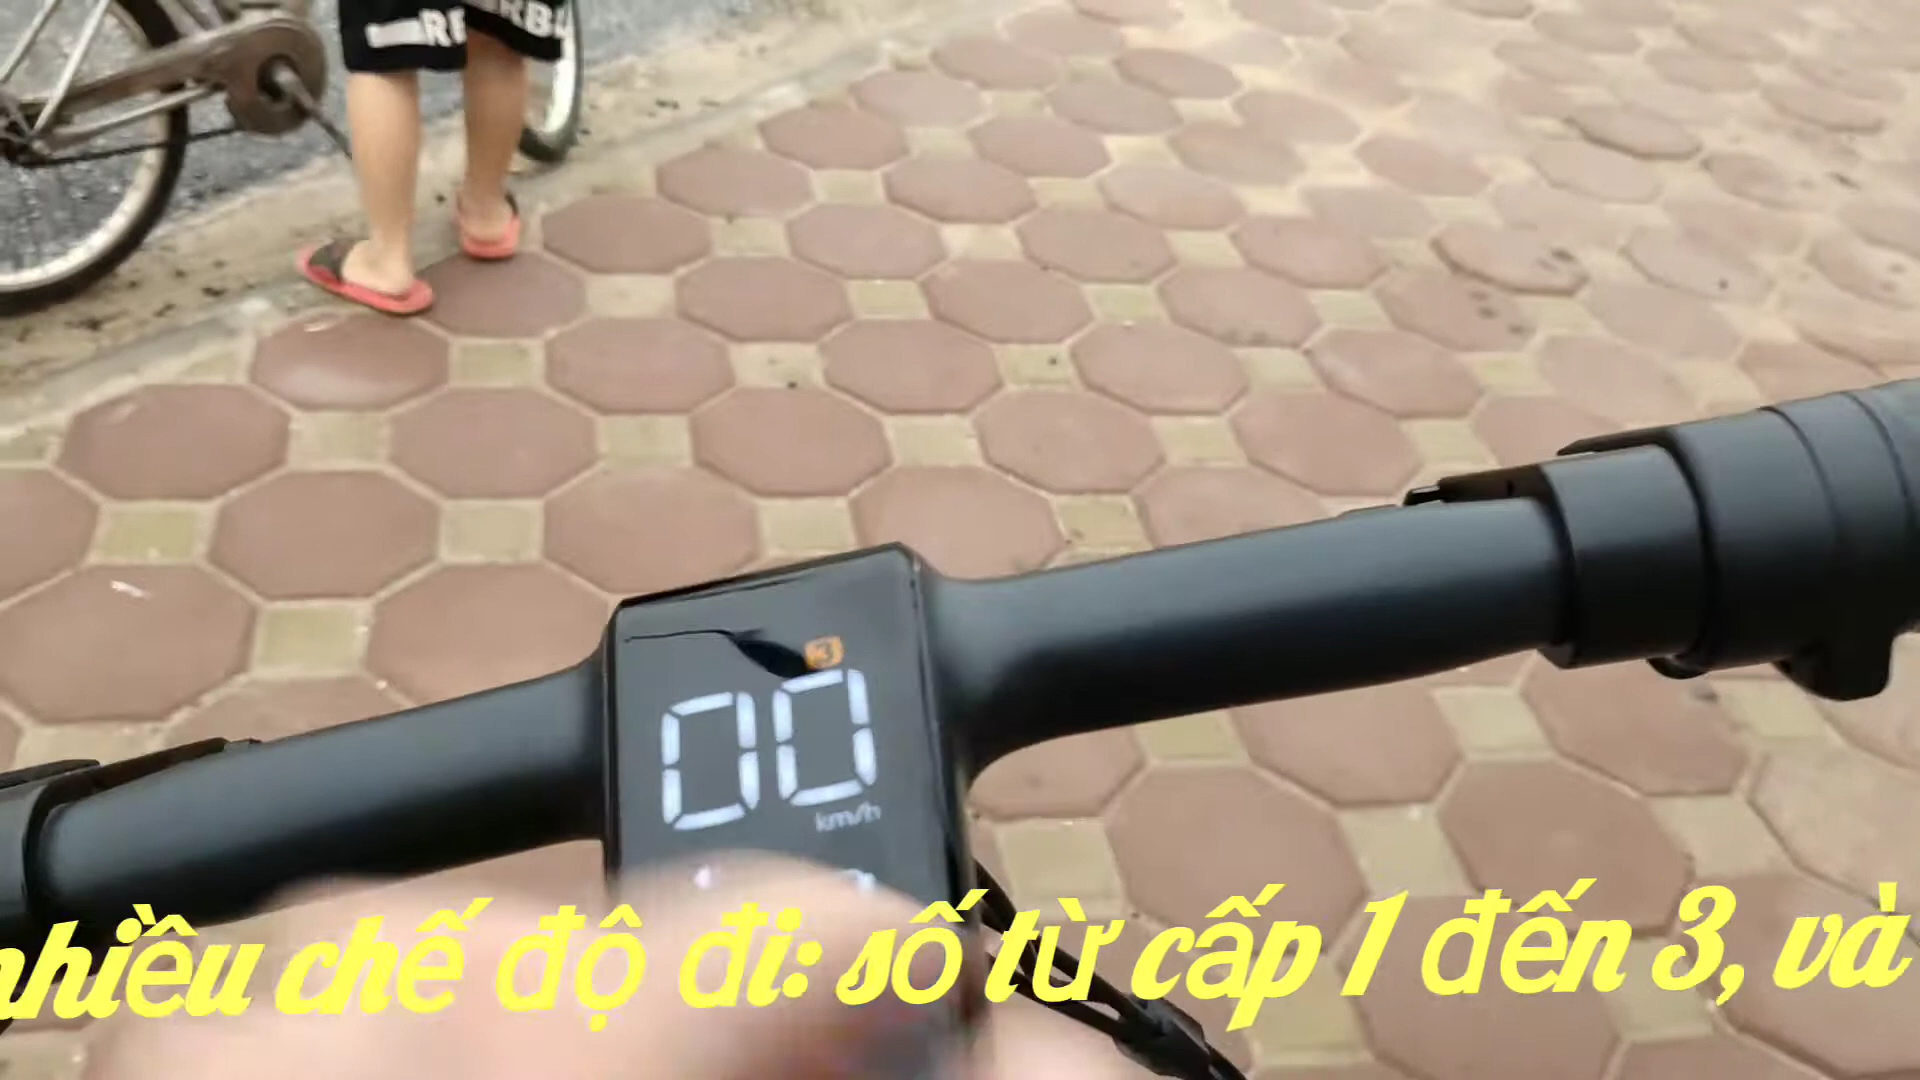 3
00
km/h
nhiều chế độ đi: số từ cấp 1 đến 3, và